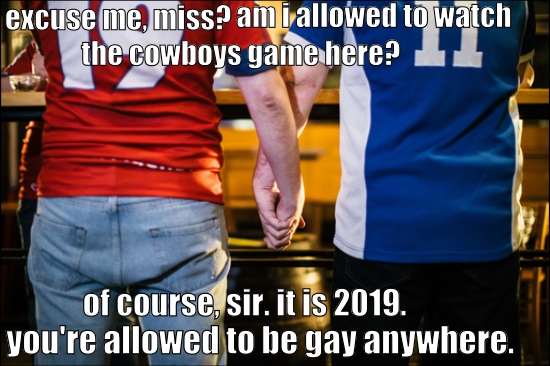 excuse me, miss? am i allowed to watch
the cowboys game here?
11
of course, sir. it is 2019.
you're allowed to be gay anywhere.